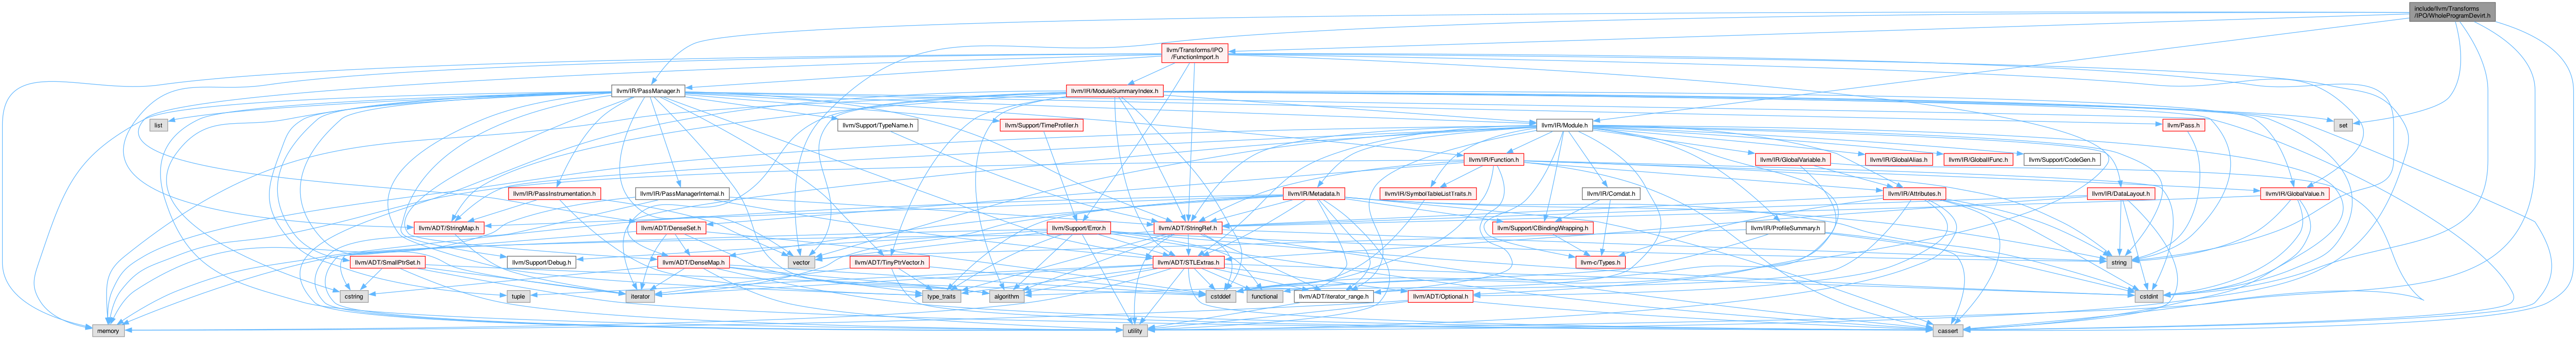 include/llvm/Transforms
/IPO/WholeProgramDevirt.h
llvm/Transforms/IPO
/FunctionImport.h
llvm/IR/PassManager.h
llvm/IR/ModuleSummaryIndex.h
list
llvm/Support/TypeName.h
llvm/Support/TimeProfiler.h
llvm/IR/Module.h
llvm/Pass.h
set
llvm/IR/Function.h
llvm/IR/GlobalVariable.h
llvm/IR/GlobalAlias.h
llvm/IR/GlobalIFunc.h
llvm/Support/CodeGen.h
llvm/IR/PassInstrumentation.h
llvm/IR/PassManagerInternal.h
llvm/IR/Metadata.h
llvm/IR/SymbolTableListTraits.h
llvm/IR/Comdat.h
llvm/IR/Attributes.h
llvm/IR/DataLayout.h
llvm/IR/GlobalValue.h
llvm/ADT/StringMap.h
llvm/ADT/DenseSet.h
llvm/Support/Error.h
llvm/ADT/StringRef.h
llvm/Support/CBindingWrapping.h
llvm/IR/ProfileSummary.h
llvm/ADT/SmallPtrSet.h
llvm/Support/Debug.h
llvm/ADT/DenseMap.h
vector
llvm/ADT/TinyPtrVector.h
llvm/ADT/STLExtras.h
llvm-c/Types.h
string
cstring
tuple
iterator
type_traits
algorithm
cstddef
functional
llvm/ADT/iterator_range.h
llvm/ADT/Optional.h
cstdint
memory
utility
cassert